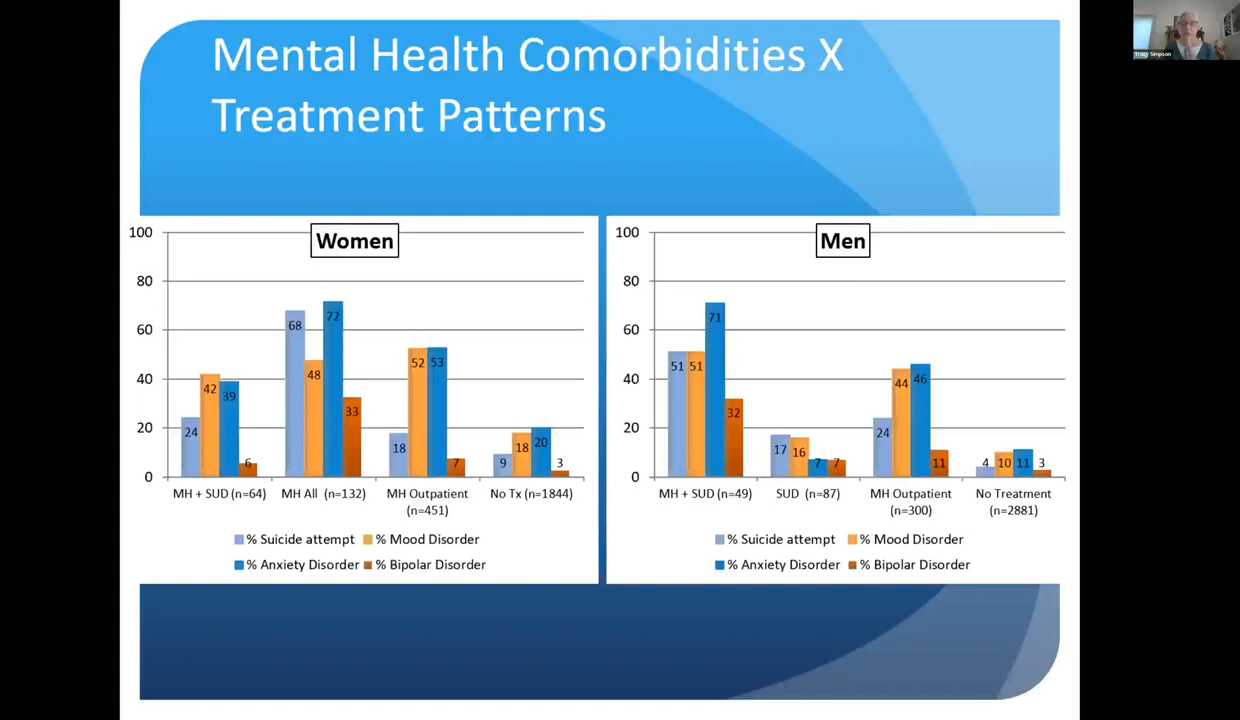 Mental Health Comorbidities X
Treatment Patterns
Tracy Simpson
Women
100
80
60
40
20
0
24
42
39
6
68
48
72
33
18
52
53
7
9
18
20
3
MH + SUD (n=64)
MH All (n=132)
MH Outpatient
(n=451)
No Tx (n=1844)
% Suicide attempt
% Mood Disorder
% Anxiety Disorder
% Bipolar Disorder
Men
100
80
60
40
20
0
51
51
71
32
17
16
7
7
24
44
46
11
4
10
11
3
MH + SUD (n=49)
SUD (n=87)
MH Outpatient
(n=300)
No Treatment
(n=2881)
% Suicide attempt
% Mood Disorder
% Anxiety Disorder
% Bipolar Disorder